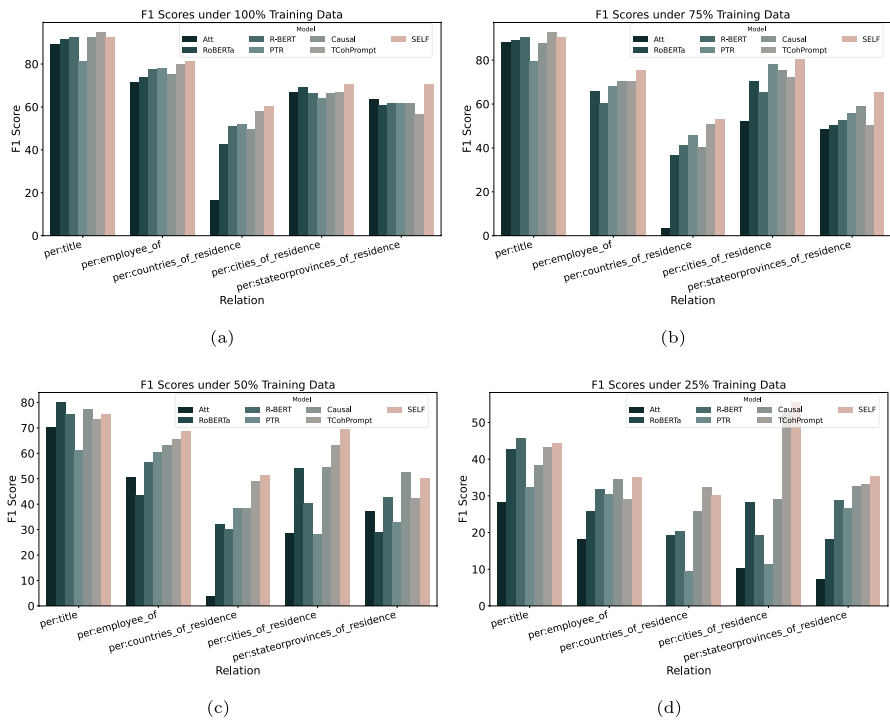 F1 Scores under 100% Training Data
Model
Att
RoBERTa
R-BERT
PTR
Causal
TCohPrompt
SELF
F1 Score
80
60
40
20
0
per:title
per:employee_of
per:countries_of_residence
per:cities_of_residence
per:stateorprovinces_of_residence
Relation
(a)
F1 Scores under 75% Training Data
Model
Att
RoBERTa
R-BERT
PTR
Causal
TCohPrompt
SELF
F1 Score
80
60
40
20
0
per:title
per:employee_of
per:countries_of_residence
per:cities_of_residence
per:stateorprovinces_of_residence
Relation
(b)
F1 Scores under 50% Training Data
Model
Att
RoBERTa
R-BERT
PTR
Causal
TCohPrompt
SELF
F1 Score
80
70
60
50
40
30
20
10
0
per:title
per:employee_of
per:countries_of_residence
per:cities_of_residence
per:stateorprovinces_of_residence
Relation
(c)
F1 Scores under 25% Training Data
Model
Att
RoBERTa
R-BERT
PTR
Causal
TCohPrompt
SELF
F1 Score
50
40
30
20
10
0
per:title
per:employee_of
per:countries_of_residence
per:cities_of_residence
per:stateorprovinces_of_residence
Relation
(d)